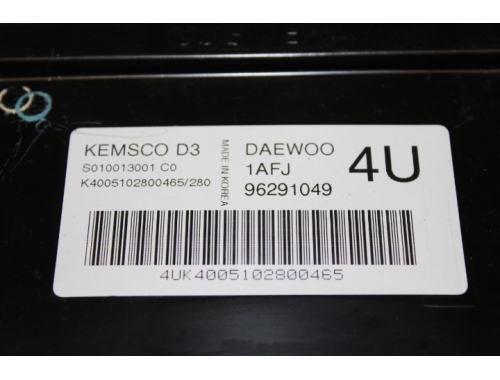 KEMSCO D3
S010013001 C0
K4005102800465/280
MADE IN KOREA
DAEWOO
1AFJ
96291049
4U
4UK4005102800465